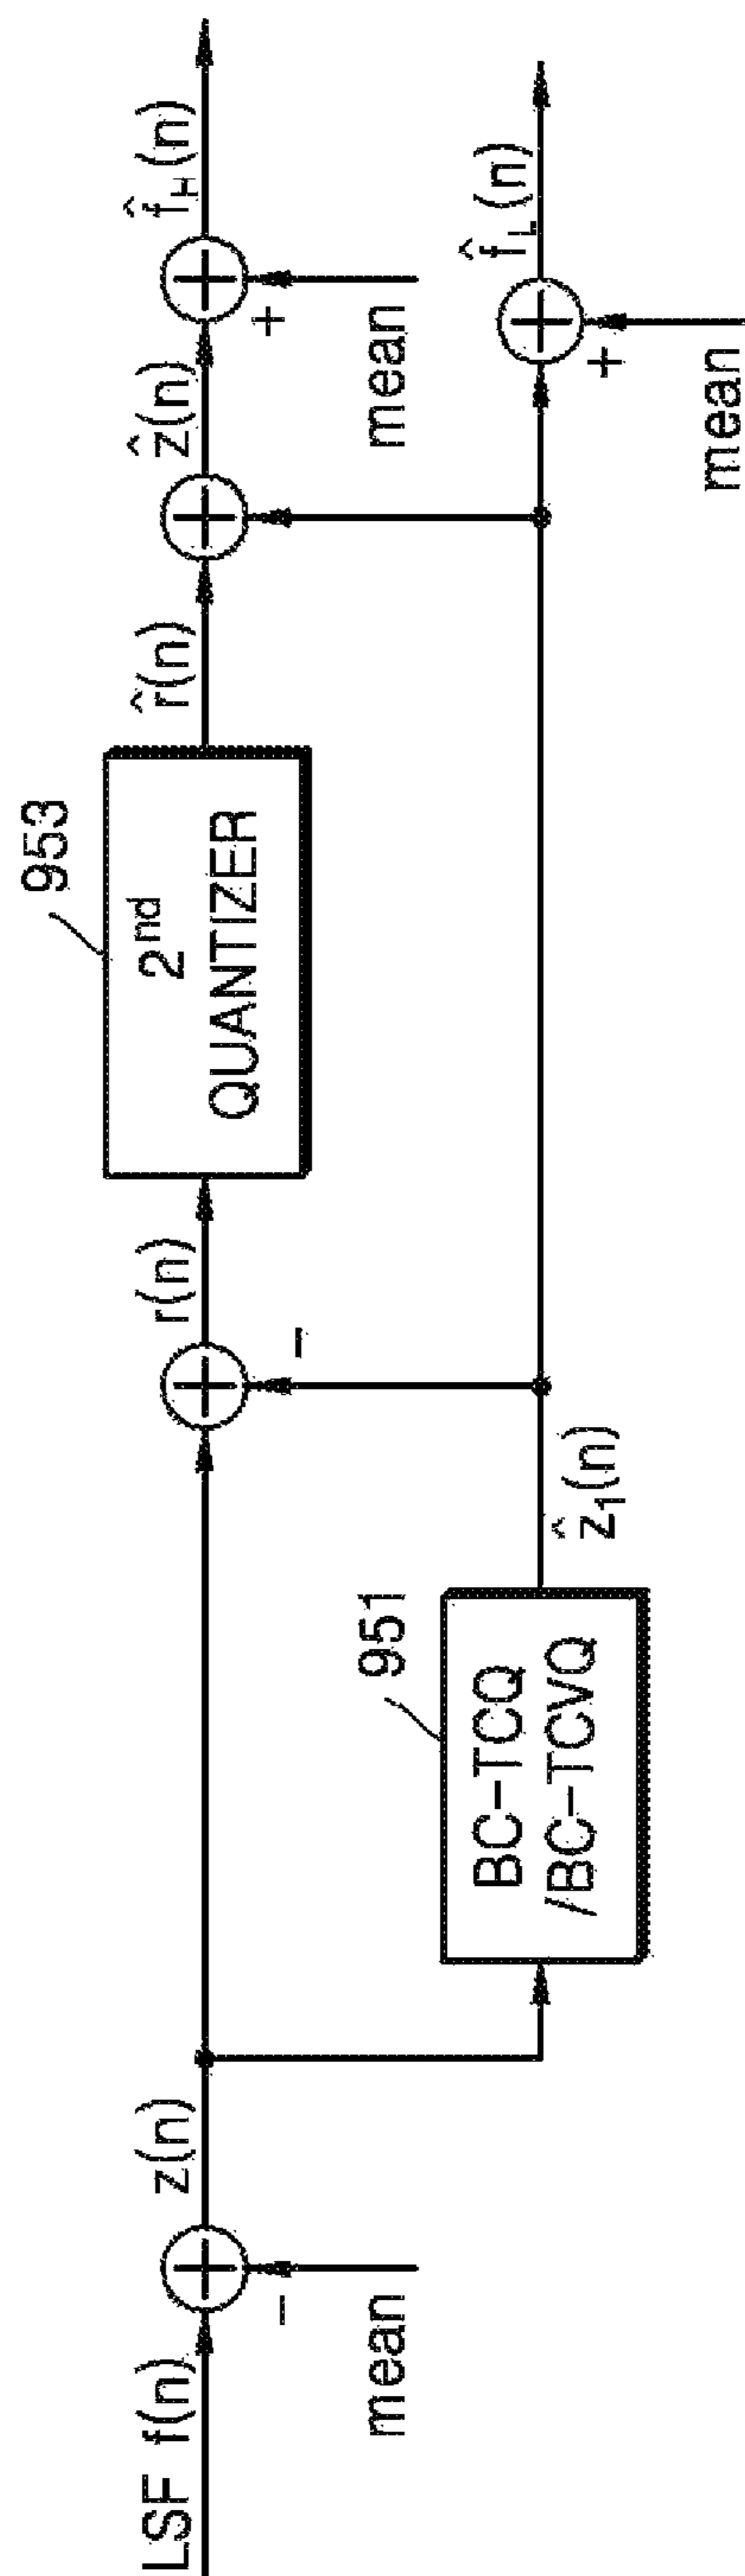 LSF f(n)
-
mean
z(n)
951
BC-TCQ
/BC-TCVQ
ẑ₁(n)
-
r(n)
953
2nd
QUANTIZER
r̂(n)
ẑ(n)
+
mean
f̂H(n)
+
mean
f̂L(n)